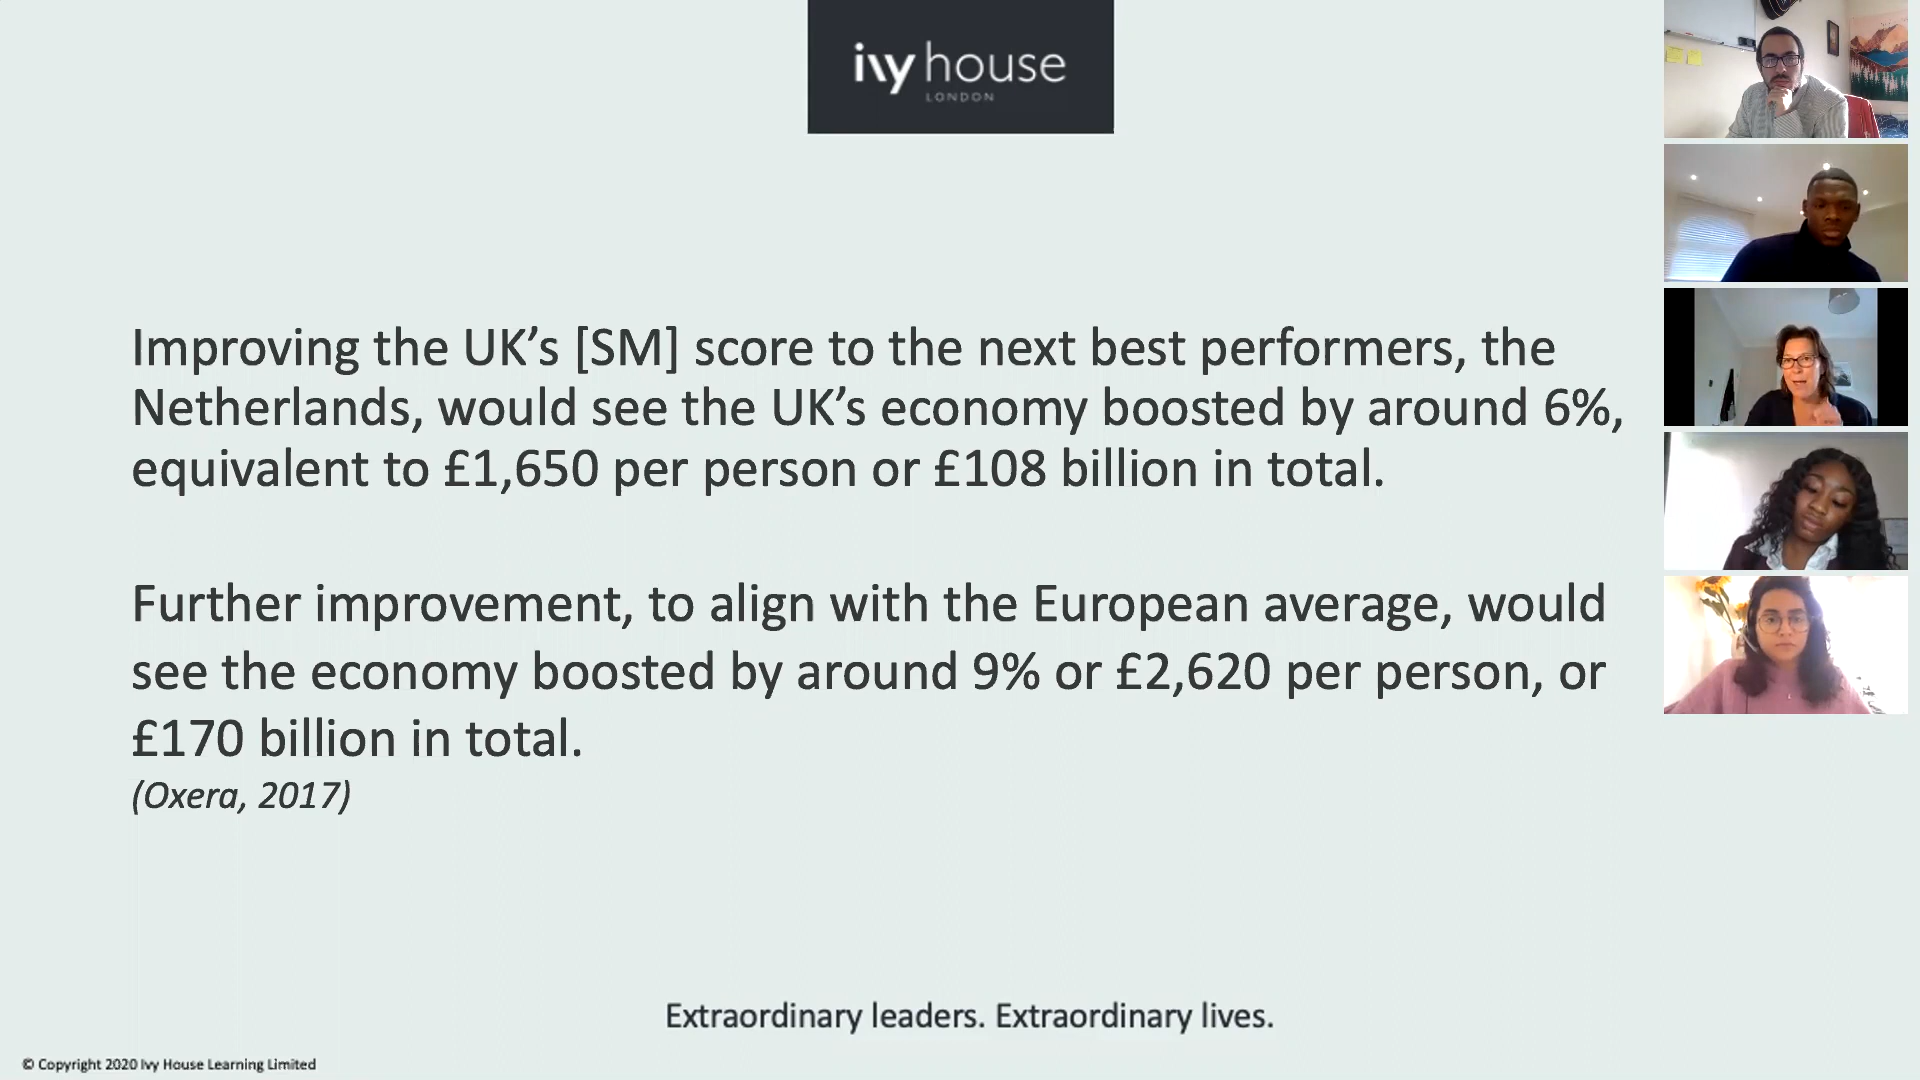 ivy house
LONDON
Improving the UK’s [SM] score to the next best performers, the
Netherlands, would see the UK’s economy boosted by around 6%,
equivalent to £1,650 per person or £108 billion in total.
Further improvement, to align with the European average, would
see the economy boosted by around 9% or £2,620 per person, or
£170 billion in total.
(Oxera, 2017)
Extraordinary leaders. Extraordinary lives.
© Copyright 2020 Ivy House Learning Limited